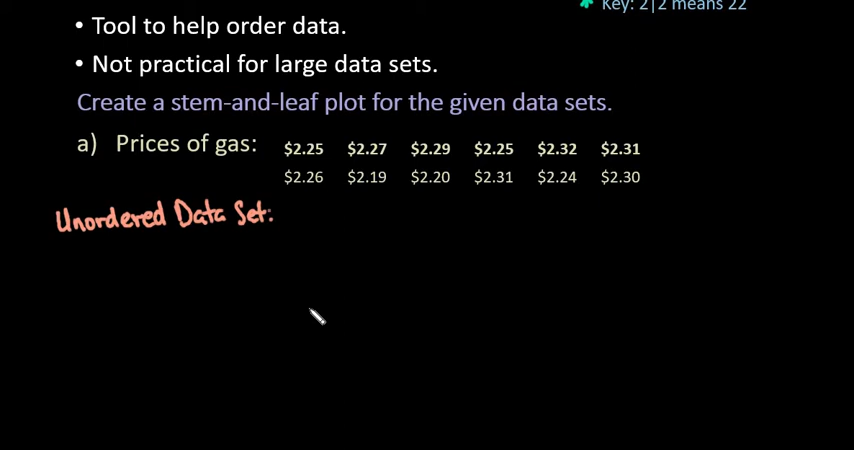 Key: 2|2 means 22
• Tool to help order data.
• Not practical for large data sets.
Create a stem-and-leaf plot for the given data sets.
a) Prices of gas: $2.25 $2.27 $2.29 $2.25 $2.32 $2.31
$2.26 $2.19 $2.20 $2.31 $2.24 $2.30
Unordered Data Set: